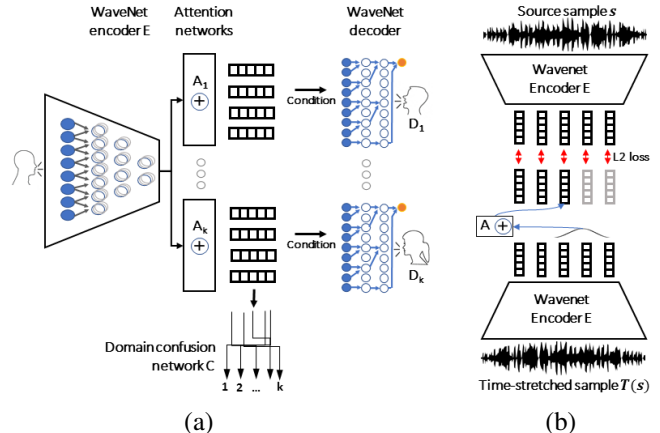 WaveNet
encoder E
Attention
networks
WaveNet
decoder
A1
Condition
D1
Ak
Condition
Dk
Domain confusion
network C
1 2 ... k
(a)
Source sample s
Wavenet
Encoder E
L2 loss
A
Wavenet
Encoder E
Time-stretched sample T(s)
(b)